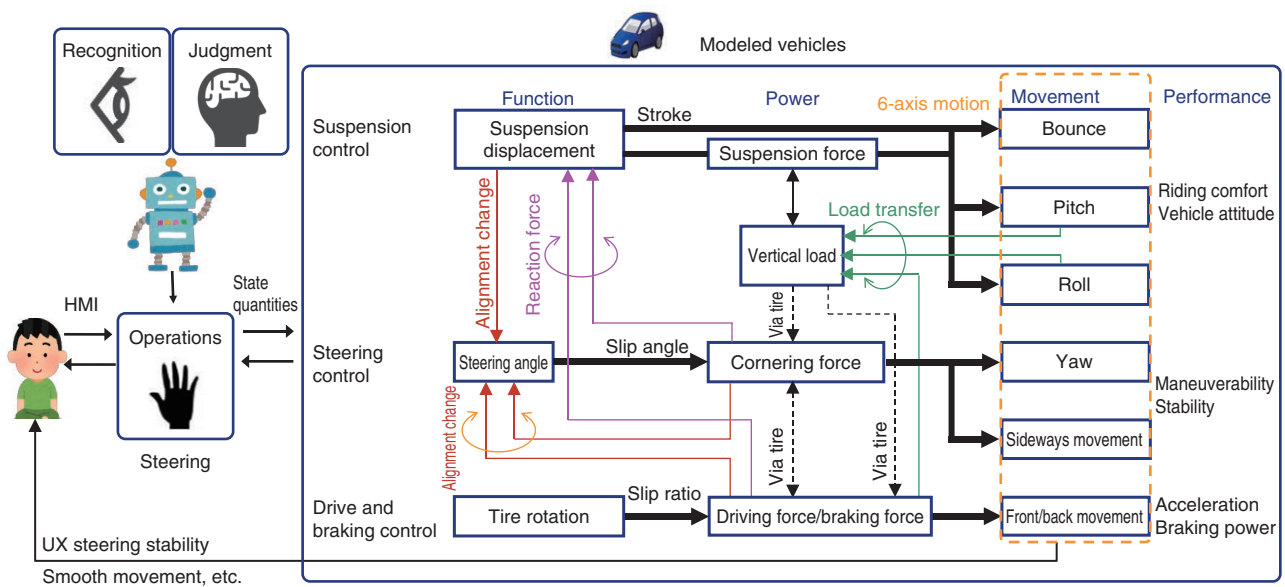 Recognition
Judgment
Modeled vehicles
Function
Power
6-axis motion
Movement
Performance
Suspension
control
Suspension
displacement
Stroke
Suspension force
Bounce
Pitch
Roll
Riding comfort
Vehicle attitude
Load transfer
Vertical load
Alignment change
Reaction force
Via tire
HMI
State
quantities
Operations
Steering
Steering
control
Steering angle
Slip angle
Cornering force
Yaw
Sideways movement
Maneuverability
Stability
Alignment change
Via tire
Via tire
Drive and
braking control
Tire rotation
Slip ratio
Driving force/braking force
Front/back movement
Acceleration
Braking power
UX steering stability
Smooth movement, etc.